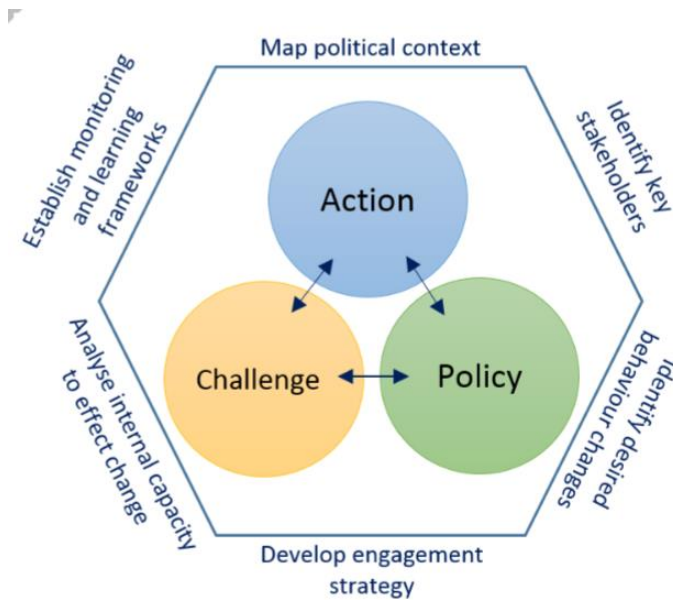 Map political context
Identify key
stakeholders
Identify desired
behaviour changes
Develop engagement
strategy
Analyse internal capacity
to effect change
Establish monitoring
and learning
frameworks
Action
Challenge
Policy